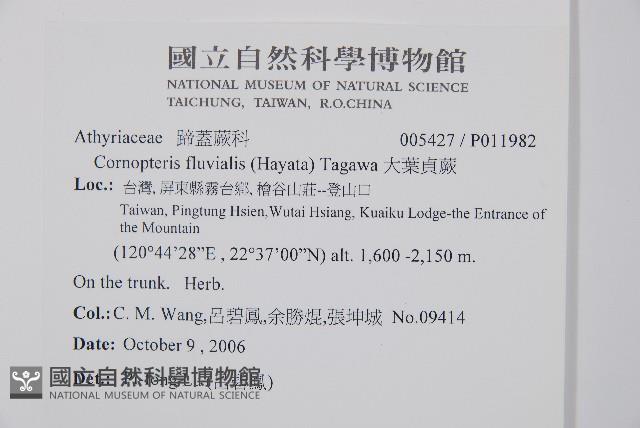 國立自然科學博物館
NATIONAL MUSEUM OF NATURAL SCIENCE
TAICHUNG, TAIWAN, R.O.CHINA
Athyriaceae 蹄蓋蕨科 005427 / P011982
Cornopteris fluvialis (Hayata) Tagawa 大葉貞蕨
Loc.: 台灣, 屏東縣霧台鄉, 檜谷山莊--登山口
Taiwan, Pingtung Hsien,Wutai Hsiang, Kuaiku Lodge-the Entrance of
the Mountain
(120°44'28"E , 22°37'00"N) alt. 1,600 -2,150 m.
On the trunk. Herb.
Col.: C. M. Wang,呂碧鳳,余勝焜,張坤城 No.09414
Date: October 9 , 2006
Det.: (呂碧鳳)
國立自然科學博物館
NATIONAL MUSEUM OF NATURAL SCIENCE